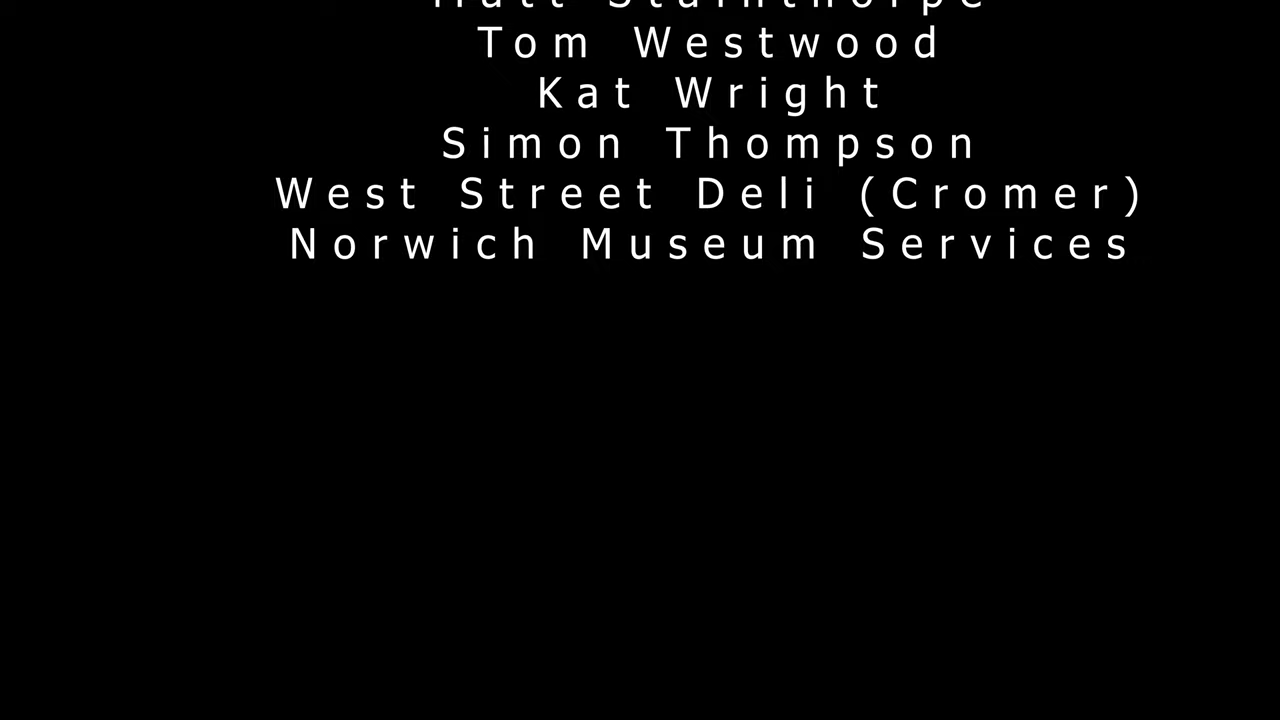 Tom Westwood
Kat Wright
Simon Thompson
West Street Deli (Cromer)
Norwich Museum Services